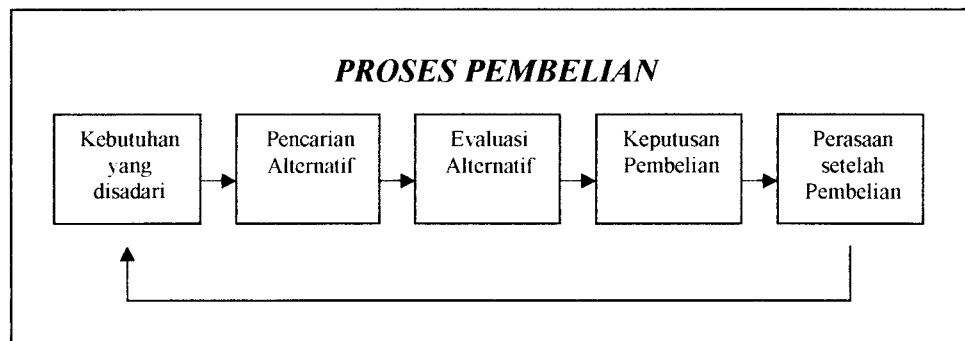 PROSES PEMBELIAN
Kebutuhan
yang
disadari
Pencarian
Alternatif
Evaluasi
Alternatif
Keputusan
Pembelian
Perasaan
setelah
Pembelian